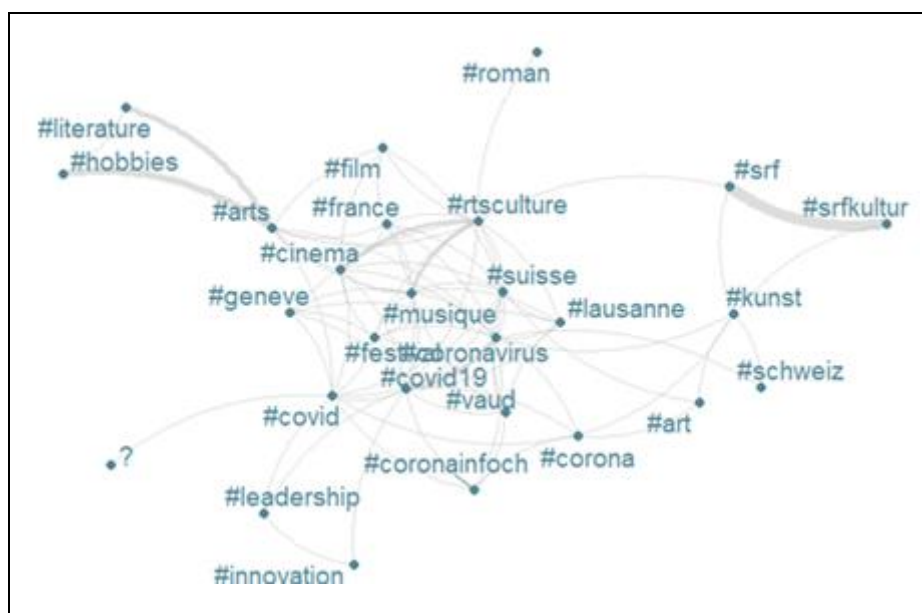 #roman
#literature
#hobbies
#film
#srf
#arts
#france
#rtsculture
#srfkultur
#cinema
#suisse
#geneve
#musique
#lausanne
#kunst
#festival
#coronavirus
#covid19
#schweiz
#covid
#vaud
#art
?
#coronainfoch
#corona
#leadership
#innovation